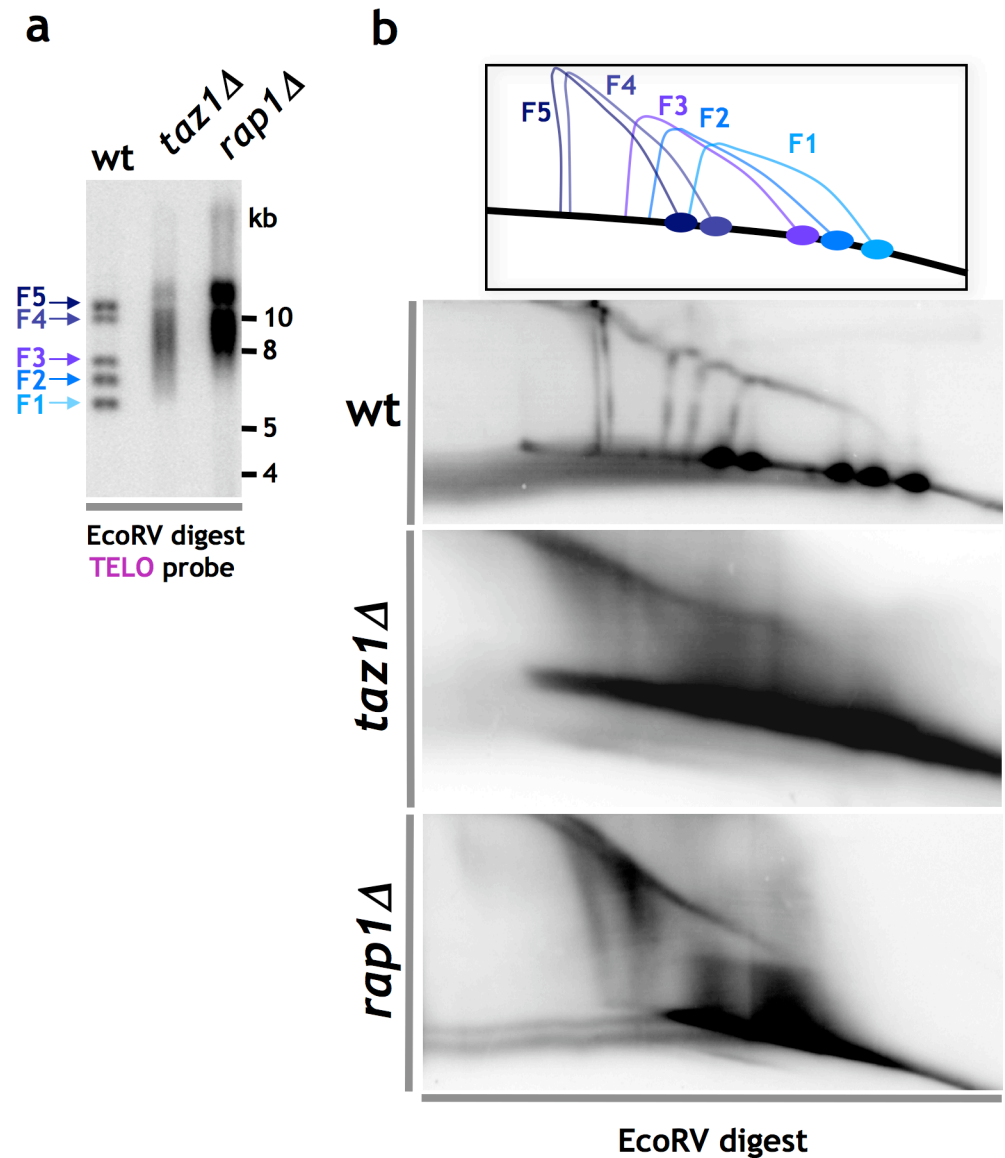 a
b
wt
taz1Δ
rap1Δ
kb
F5
F4
F3
F2
F1
10
8
5
4
EcoRV digest
TELO probe
F5
F4
F3
F2
F1
wt
taz1Δ
rap1Δ
EcoRV digest